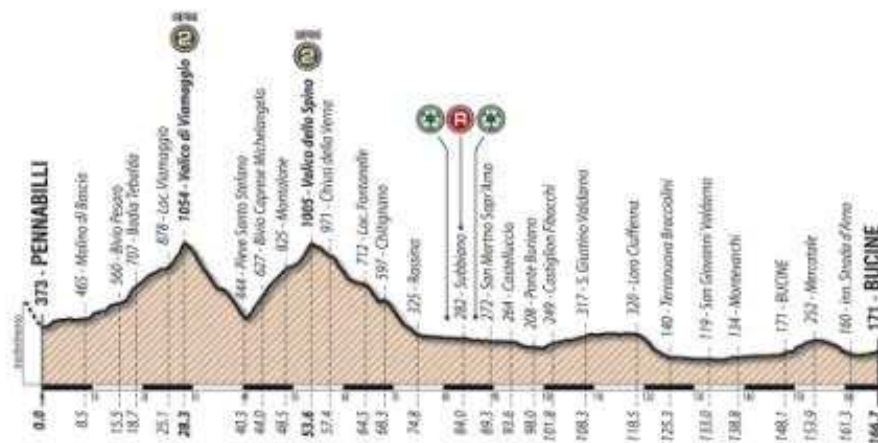 373 - PENNABILLI
465 - Molino di Bascio
560 - Bivio Pesaro
707 - Badia Tedalda
878 - Loc. Viamaggio
1054 - Valico di Viamaggio
2
644 - Pieve Santo Stefano
627 - Bivio Caprese Michelangelo
825 - Montalone
1005 - Valico dello Spino
2
971 - Chiusi della Verna
712 - Loc. Fontanelle
597 - Chitignano
325 - Rassina
282 - Subbiano
272 - San Martino Sopr'Arno
264 - Castelluccio
208 - Ponte Buriano
249 - Castiglion Fibocchi
317 - S. Giustino Valdarno
320 - Loro Ciuffenna
140 - Terranuova Bracciolini
119 - San Giovanni Valdarno
134 - Montevarchi
171 - BUCINE
252 - Mercatale
160 - inn. Strada d'Arno
171 - BUCINE
0.0
8.5
15.5
18.7
25.1
28.3
40.3
44.0
48.5
53.6
57.4
64.5
68.3
74.8
84.0
89.3
93.6
98.0
101.8
108.3
118.5
125.3
133.0
138.8
148.1
153.9
161.3